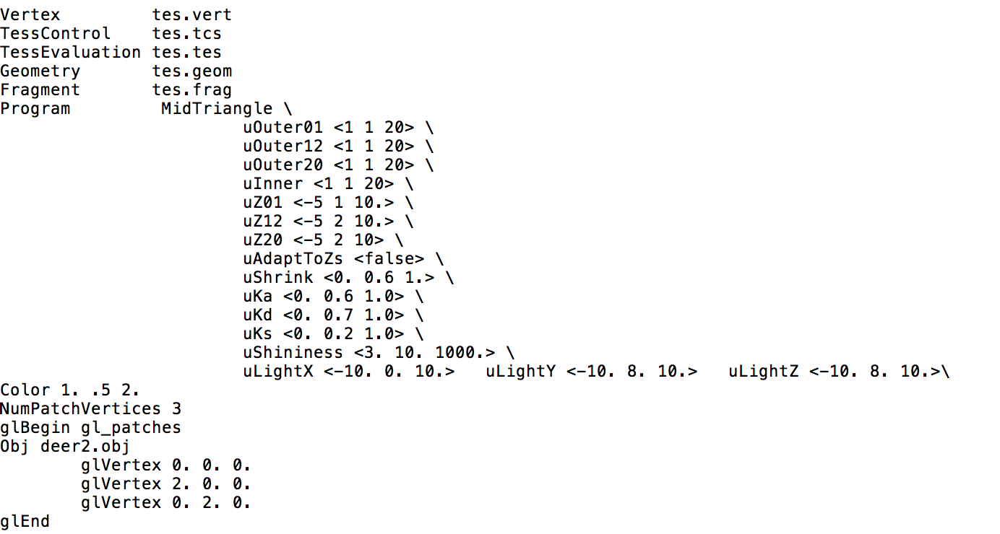 Vertex         tes.vert
TessControl    tes.tcs
TessEvaluation tes.tes
Geometry       tes.geom
Fragment       tes.frag
Program         MidTriangle \
                        uOuter01 <1 1 20> \
                        uOuter12 <1 1 20> \
                        uOuter20 <1 1 20> \
                        uInner <1 1 20> \
                        uZ01 <-5 1 10.> \
                        uZ12 <-5 2 10.> \
                        uZ20 <-5 2 10> \
                        uAdaptToZs <false> \
                        uShrink <0. 0.6 1.> \
                        uKa <0. 0.6 1.0> \
                        uKd <0. 0.7 1.0> \
                        uKs <0. 0.2 1.0> \
                        uShininess <3. 10. 1000.> \
                        uLightX <-10. 0. 10.>   uLightY <-10. 8. 10.>   uLightZ <-10. 8. 10.>\
Color 1. .5 2.
NumPatchVertices 3
glBegin gl_patches
Obj deer2.obj
        glVertex 0. 0. 0.
        glVertex 2. 0. 0.
        glVertex 0. 2. 0.
glEnd